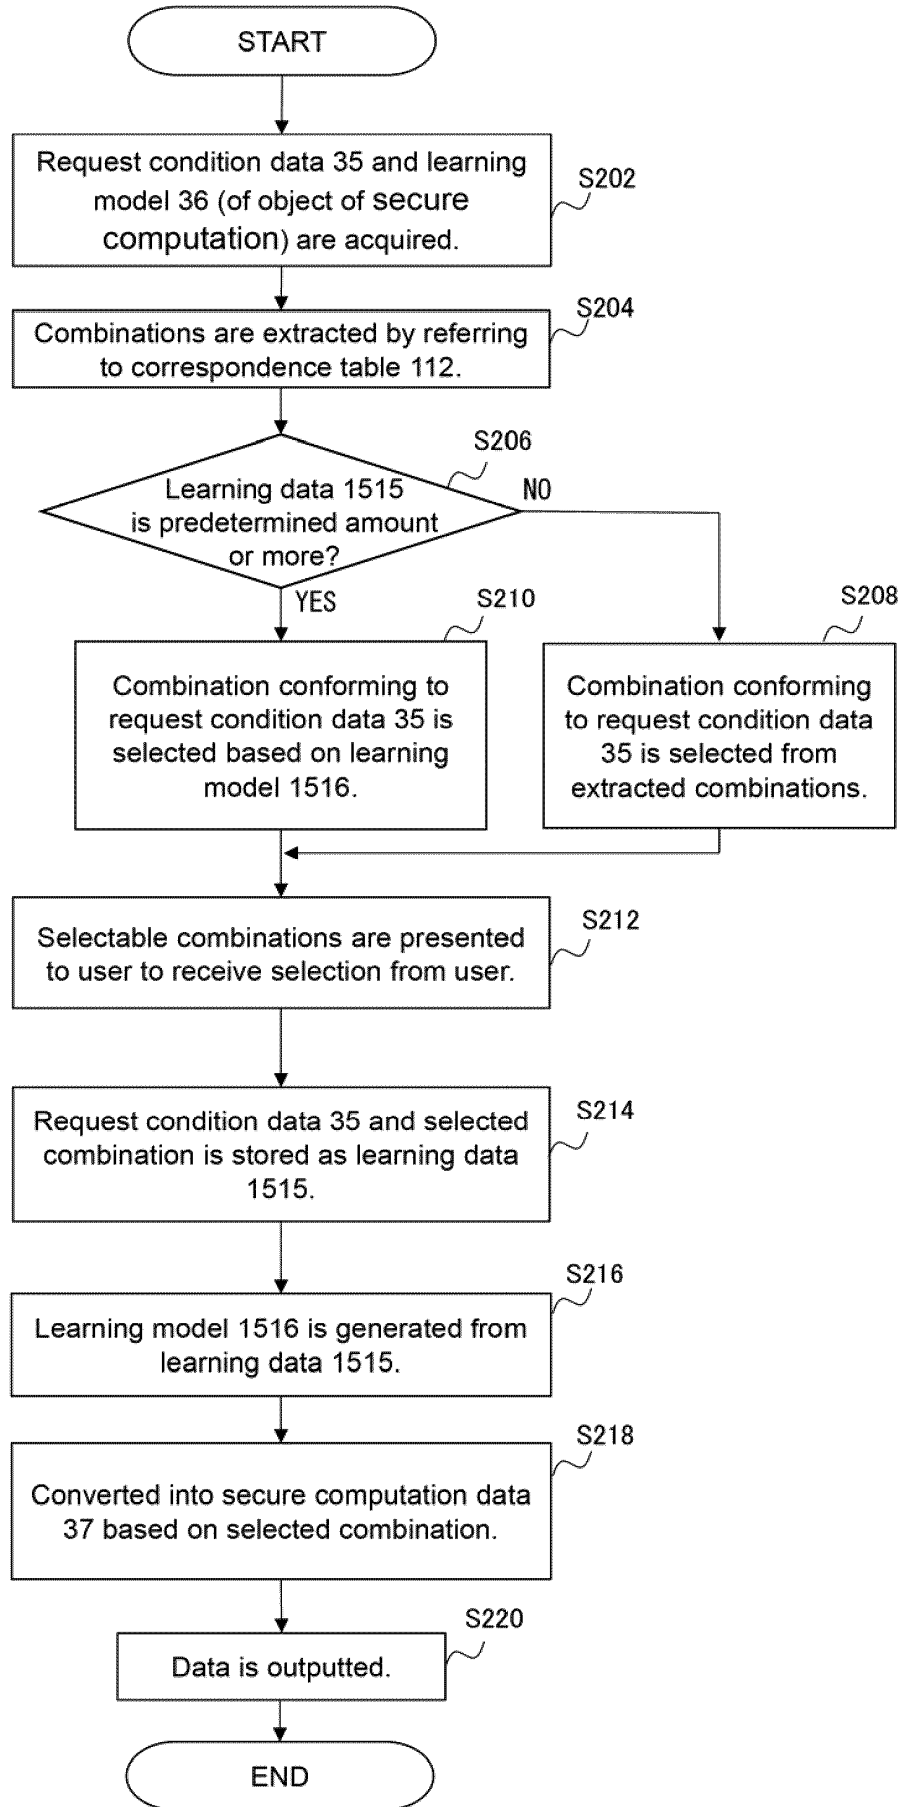 START
Request condition data 35 and learning
model 36 (of object of secure
computation) are acquired.
S202
Combinations are extracted by referring
to correspondence table 112.
S204
S206
Learning data 1515
is predetermined amount
or more?
NO
YES
S210
Combination conforming to
request condition data 35 is
selected based on learning
model 1516.
S208
Combination conforming
to request condition data
35 is selected from
extracted combinations.
Selectable combinations are presented
to user to receive selection from user.
S212
Request condition data 35 and selected
combination is stored as learning data
1515.
S214
Learning model 1516 is generated from
learning data 1515.
S216
Converted into secure computation data
37 based on selected combination.
S218
Data is outputted.
S220
END